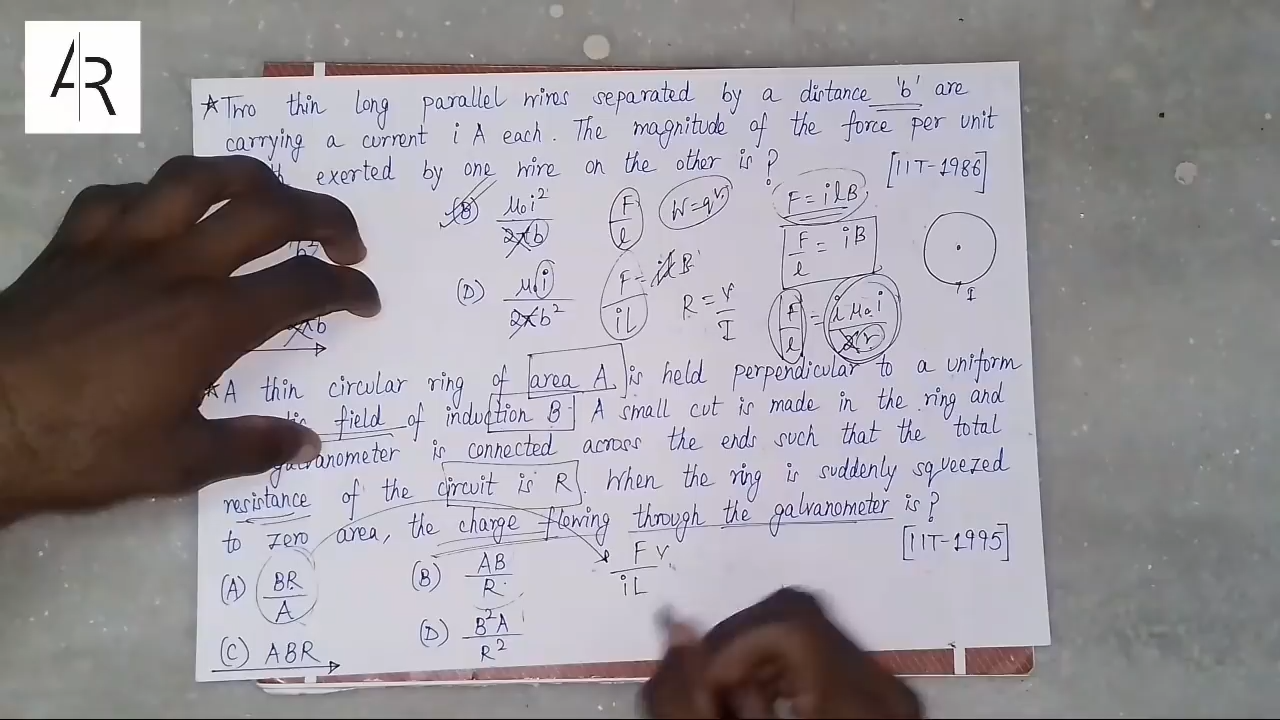 AR
★ Two thin long parallel wires separated by a distance 'b' are
carrying a current i A each. The magnitude of the force per unit
exerted by one wire on the other is?
[IIT-1986]
(B) μ₀i²
2πb
F
l
W=qv
F=ilB
F/l = iB
b²
(D) μ₀i
2πb²
F=ilB
iL
R = V
I
F/l = i μ₀ i
I
2πb
★ A thin circular ring of area A is held perpendicular to a uniform
field of induction B. A small cut is made in the ring and
galvanometer is connected across the ends such that the total
resistance of the circuit is R. When the ring is suddenly squeezed
to zero area, the charge flowing through the galvanometer is?
[IIT-1995]
(A) BR
A
(B) AB
R
F V
iL
(C) ABR
(D) B²A
R²